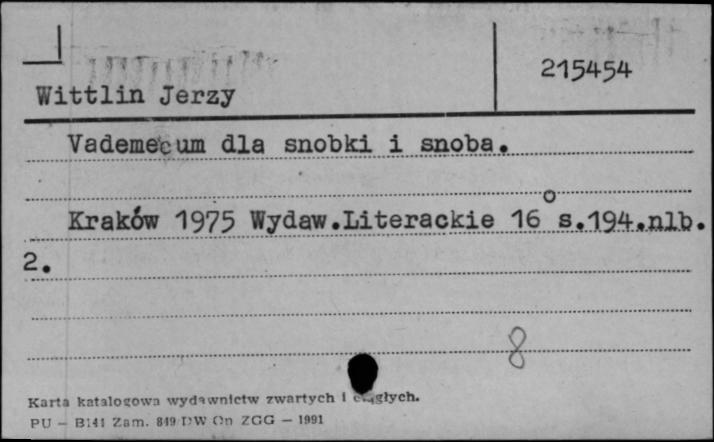 215454
Wittlin Jerzy
Vademecum dla snobki i snoba.
Kraków 1975 Wydaw.Literackie 16° s.194.nlb.
2.
8
Karta katalogowa wydawnictw zwartych i ciągłych.
PU — B141 Zam. 849 DW Op ZGG — 1991